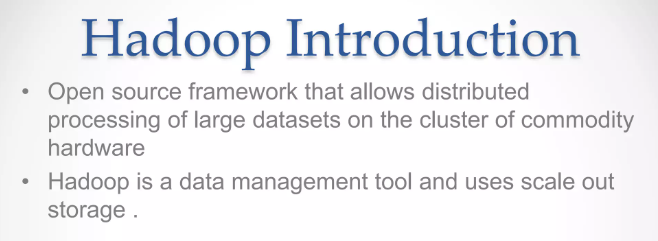 Hadoop Introduction
• Open source framework that allows distributed
processing of large datasets on the cluster of commodity
hardware
• Hadoop is a data management tool and uses scale out
storage .